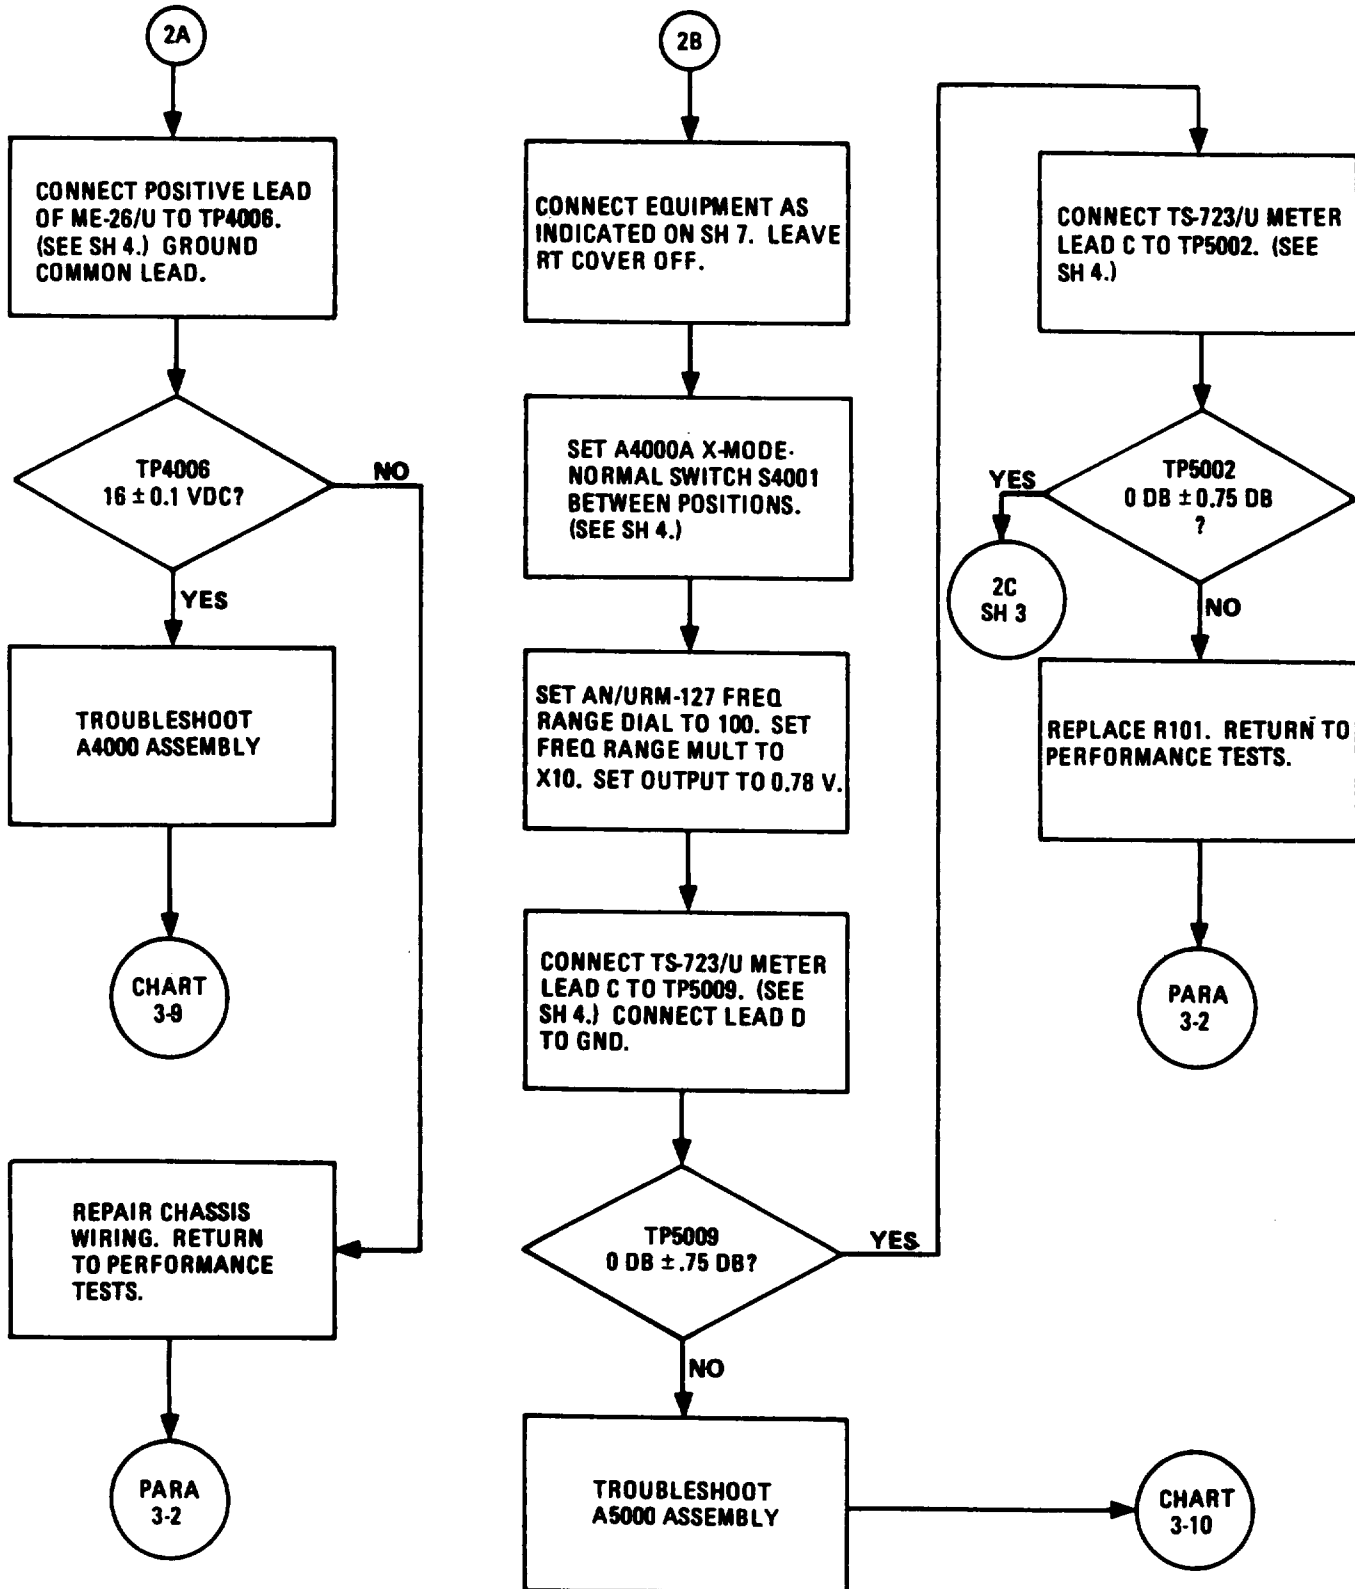 2A
CONNECT POSITIVE LEAD
OF ME-26/U TO TP4006.
(SEE SH 4.) GROUND
COMMON LEAD.
TP4006
16 ± 0.1 VDC?
NO
YES
TROUBLESHOOT
A4000 ASSEMBLY
CHART
3-9
REPAIR CHASSIS
WIRING. RETURN
TO PERFORMANCE
TESTS.
PARA
3-2
2B
CONNECT EQUIPMENT AS
INDICATED ON SH 7. LEAVE
RT COVER OFF.
SET A4000A X-MODE-
NORMAL SWITCH S4001
BETWEEN POSITIONS.
(SEE SH 4.)
SET AN/URM-127 FREQ
RANGE DIAL TO 100. SET
FREQ RANGE MULT TO
X10. SET OUTPUT TO 0.78 V.
CONNECT TS-723/U METER
LEAD C TO TP5009. (SEE
SH 4.) CONNECT LEAD D
TO GND.
TP5009
0 DB ± .75 DB?
YES
NO
TROUBLESHOOT
A5000 ASSEMBLY
CHART
3-10
CONNECT TS-723/U METER
LEAD C TO TP5002. (SEE
SH 4.)
TP5002
0 DB ± 0.75 DB
?
YES
2C
SH 3
NO
REPLACE R101. RETURN TO
PERFORMANCE TESTS.
PARA
3-2